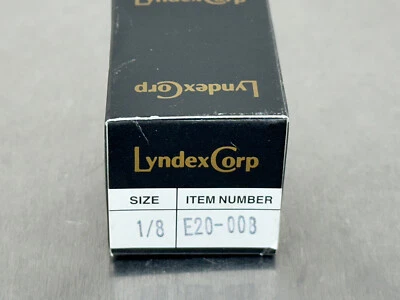 LyndexCorp
LyndexCorp
LyndexCorp
SIZE ITEM NUMBER
1/8 E20-008